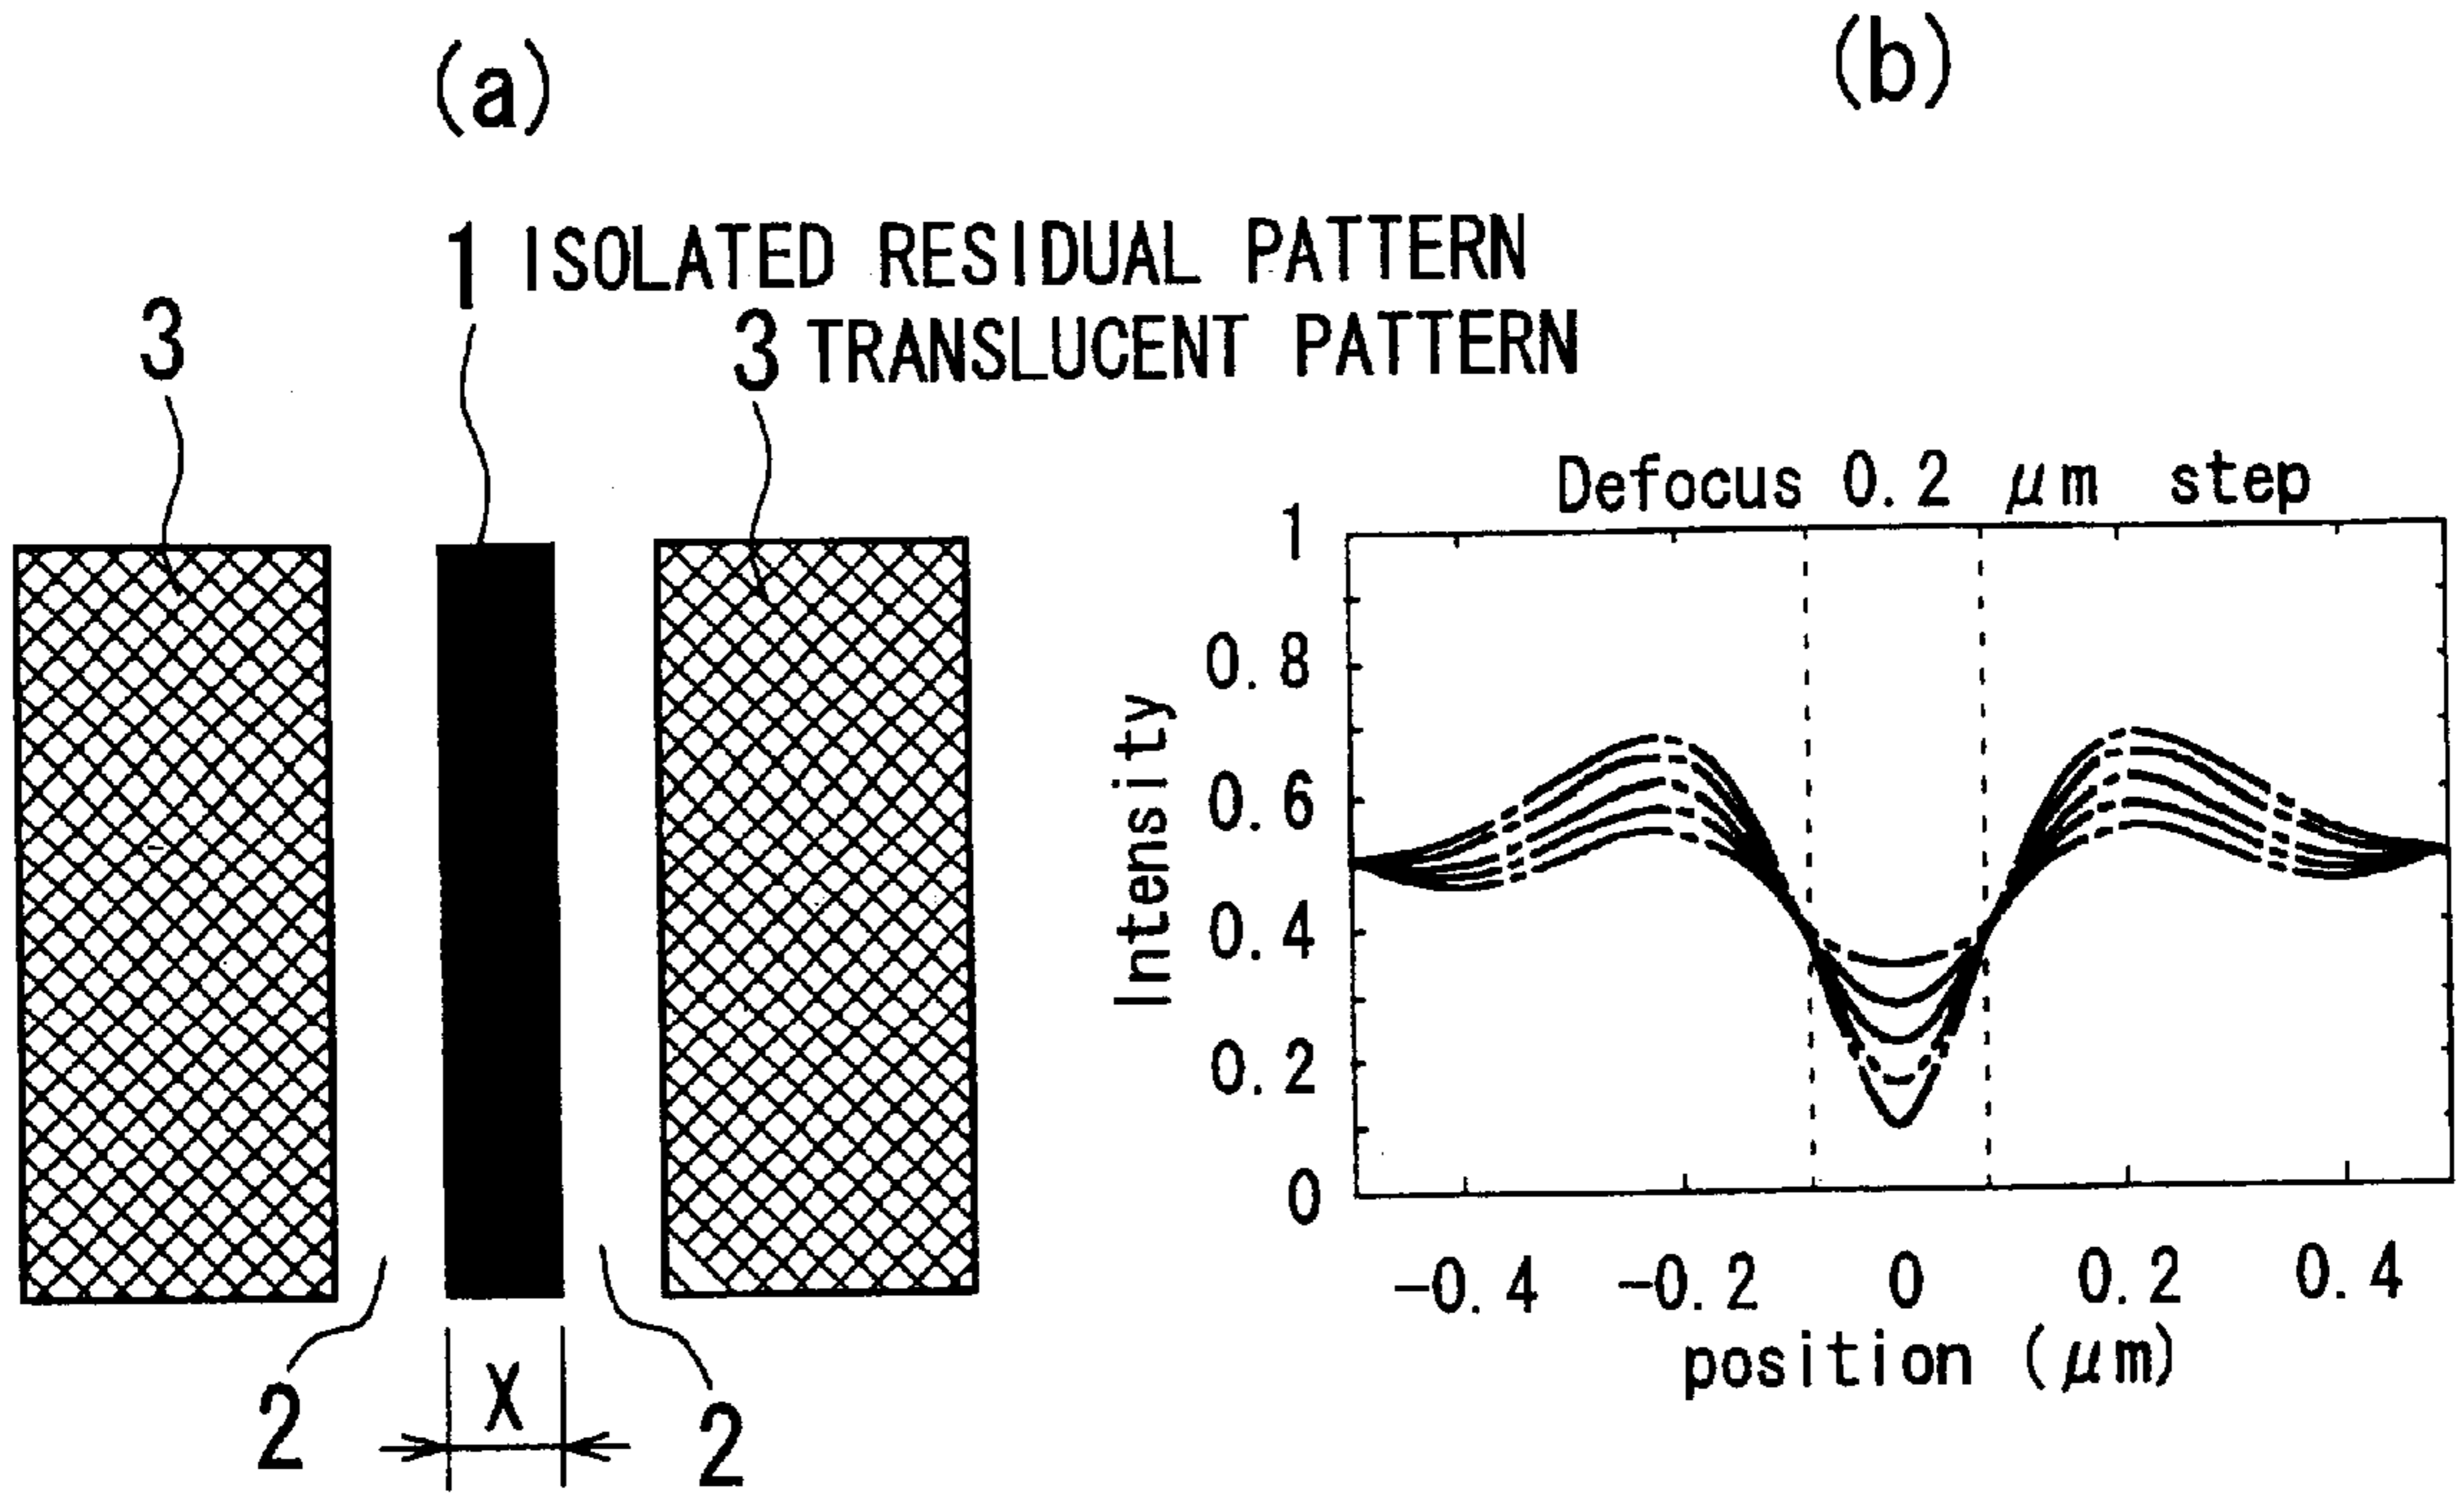 (a)
1 ISOLATED RESIDUAL PATTERN
3
3 TRANSLUCENT PATTERN
2
X
2
(b)
Defocus 0.2 μm step
1
0.8
0.6
0.4
0.2
0
Intensity
-0.4 -0.2 0 0.2 0.4
position (μm)